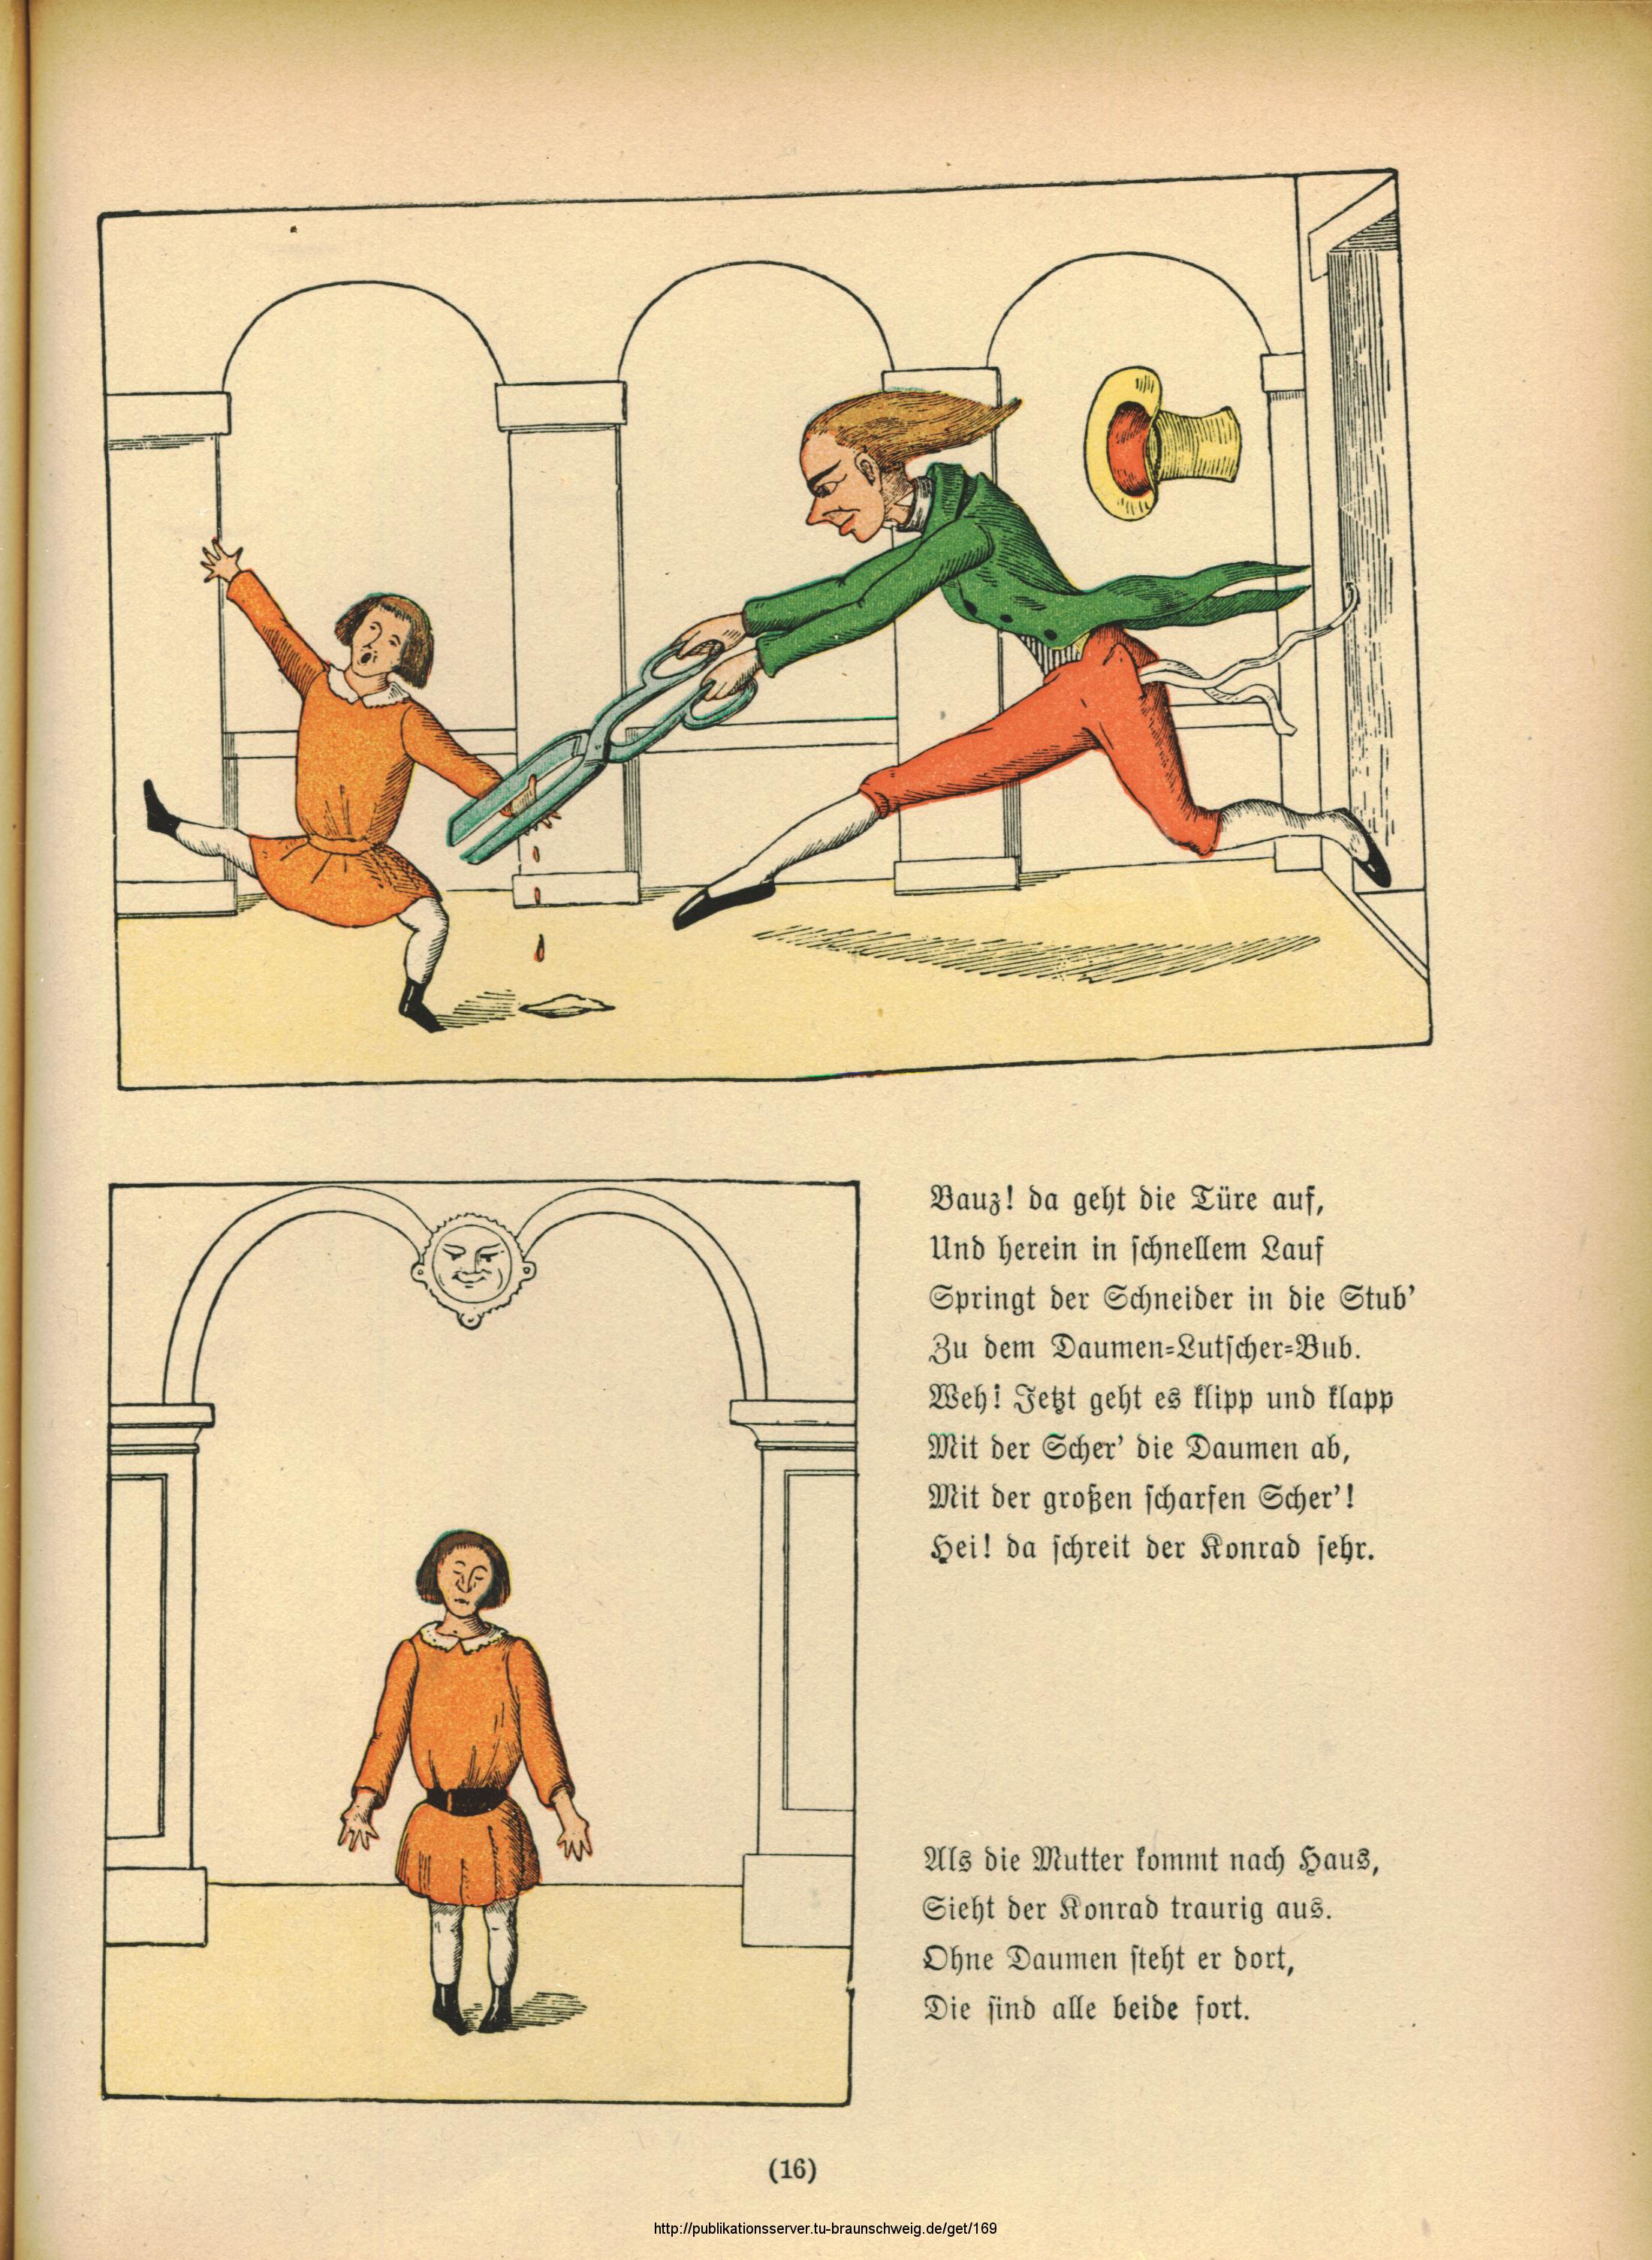 Bauz! da geht die Türe auf,
Und herein in schnellem Lauf
Springt der Schneider in die Stub’
Zu dem Daumen-Lutscher-Bub.
Weh! Jetzt geht es klipp und klapp
Mit der Scher’ die Daumen ab,
Mit der großen scharfen Scher’!
Hei! da schreit der Konrad sehr.
Als die Mutter kommt nach Haus,
Sieht der Konrad traurig aus.
Ohne Daumen steht er dort,
Die sind alle beide fort.
(16)
http://publikationsserver.tu-braunschweig.de/get/169